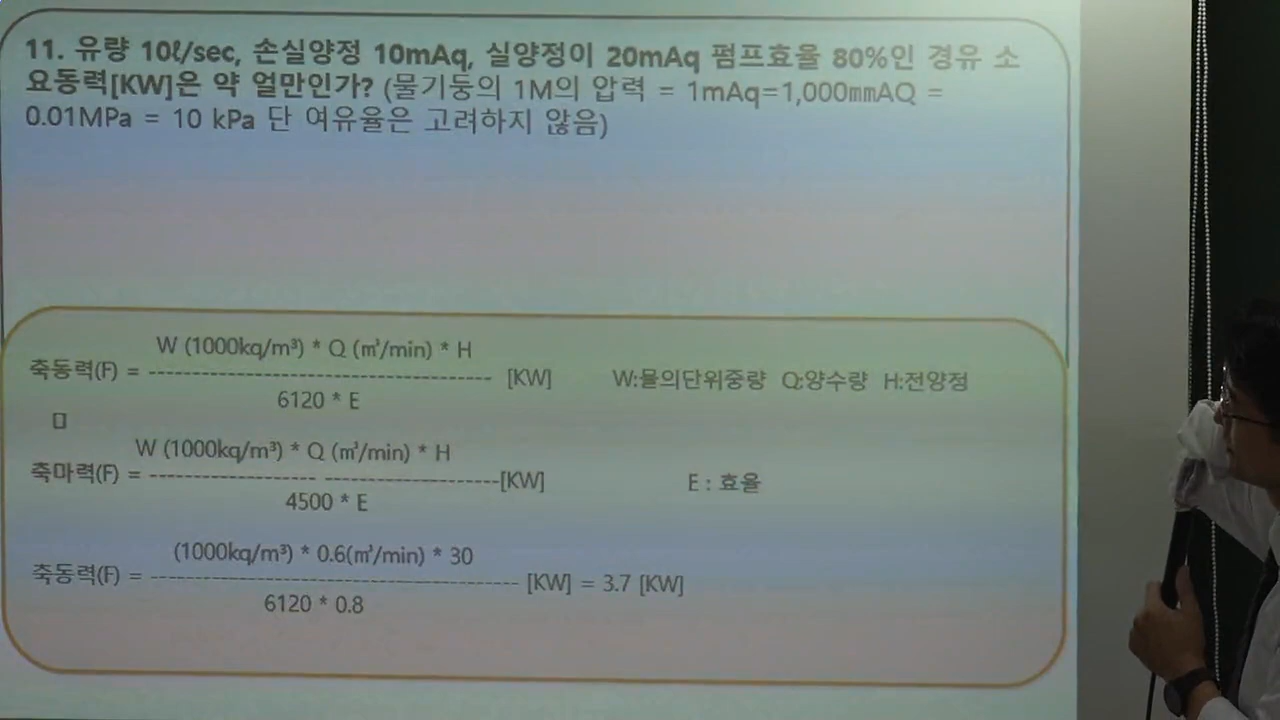 11. 유량 10ℓ/sec, 손실양정 10mAq, 실양정이 20mAq 펌프효율 80%인 경유 소
요동력[KW]은 약 얼만인가? (물기둥의 1M의 압력 = 1mAq=1,000㎜AQ =
0.01MPa = 10 kPa 단 여유율은 고려하지 않음)
W (1000kq/m³) * Q (㎥/min) * H
축동력(F) = ------------------------------------ [KW] W:물의단위중량 Q:양수량 H:전양정
6120 * E
W (1000kq/m³) * Q (㎥/min) * H
축마력(F) = ------------------ -------------------[KW] E : 효율
4500 * E
(1000kq/m³) * 0.6(㎥/min) * 30
축동력(F) = --------------------------------------- [KW] = 3.7 [KW]
6120 * 0.8